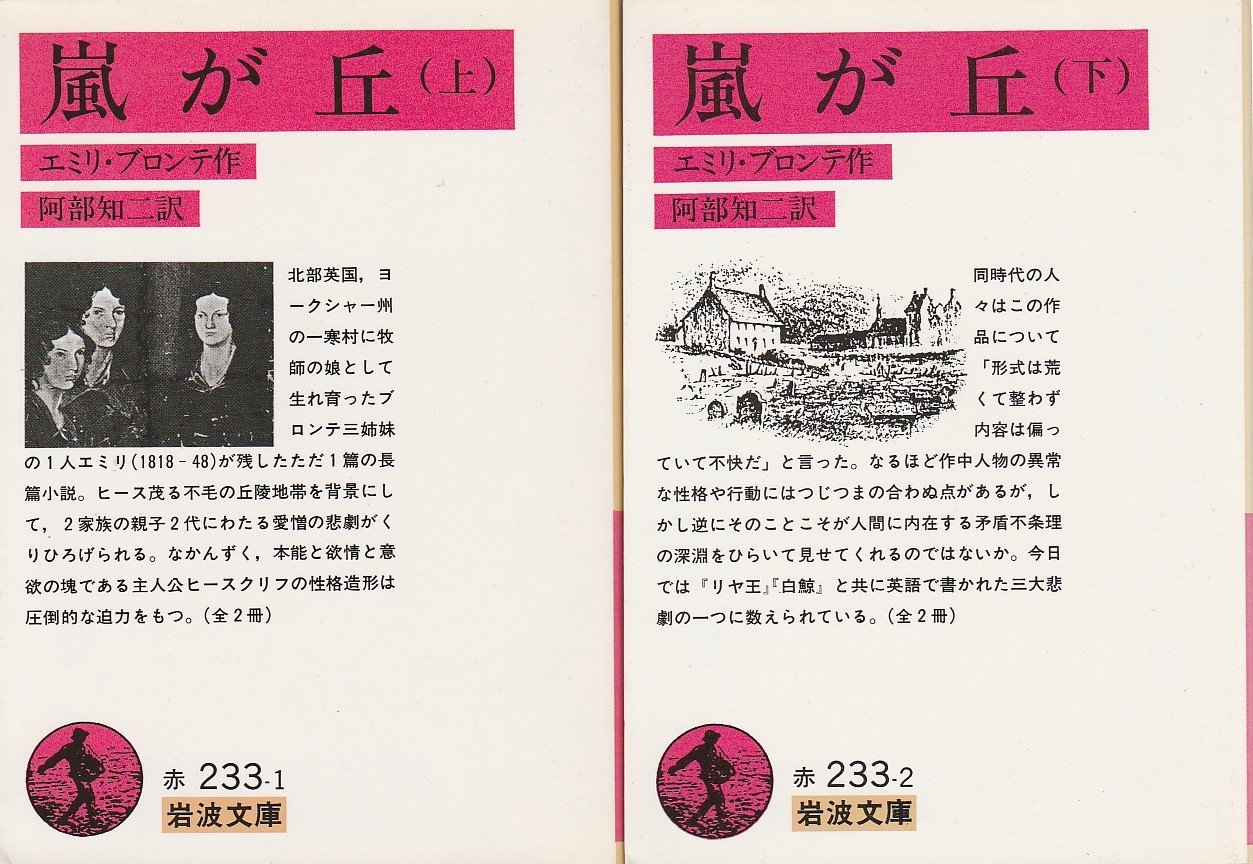 嵐が丘(上)
エミリ・ブロンテ作
阿部知二訳
北部英国，ヨ
ークシャー州
の一寒村に牧
師の娘として
生れ育ったブ
ロンテ三姉妹
の1人エミリ(1818－48)が残したただ1篇の長
篇小説。ヒース茂る不毛の丘陵地帯を背景にし
て，2家族の親子2代にわたる愛憎の悲劇がく
りひろげられる。なかんずく，本能と欲情と意
欲の塊である主人公ヒースクリフの性格造形は
圧倒的な迫力をもつ。(全2冊)
赤 233-1
岩波文庫
嵐が丘(下)
エミリ・ブロンテ作
阿部知二訳
同時代の人
々はこの作
品について
「形式は荒
くて整わず
内容は偏っ
ていて不快だ」と言った。なるほど作中人物の異常
な性格や行動にはつじつまの合わぬ点があるが，し
かし逆にそのことこそが人間に内在する矛盾不条理
の深淵をひらいて見せてくれるのではないか。今日
では『リヤ王』『白鯨』と共に英語で書かれた三大悲
劇の一つに数えられている。(全2冊)
赤 233-2
岩波文庫